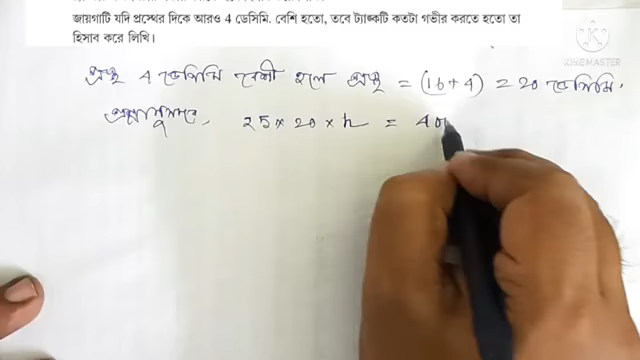 জায়গাটি যদি প্রস্থের দিকে আরও 4 ডেসিমি. বেশি হতো, তবে ট্যাঙ্কটি কতটা গভীর করতে হতো তা
হিসাব করে লিখি।
প্রস্থ 4 ডেসিমি বেশী হলে প্রস্থ = (16+4) = 20 ডেসিমি.
প্রশ্নানুসারে, 25 × 20 × h = 40
KINEMASTER